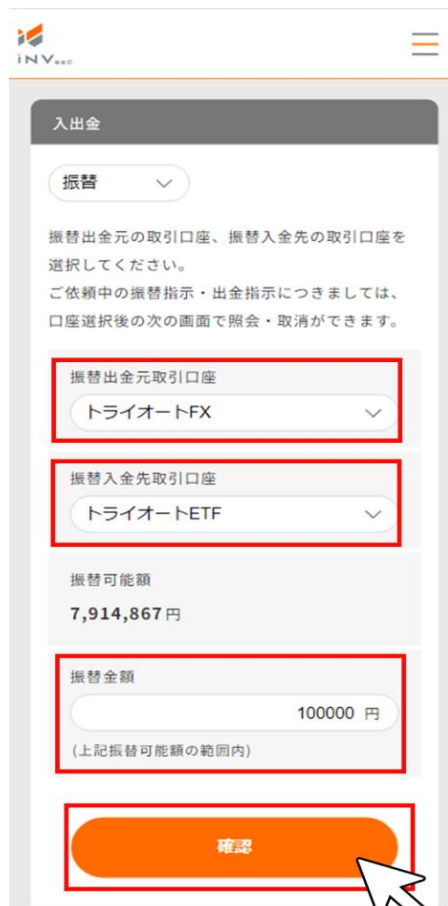 iNVsec
入出金
振替
振替出金元の取引口座、振替入金先の取引口座を
選択してください。
ご依頼中の振替指示・出金指示につきましては、
口座選択後の次の画面で照会・取消ができます。
振替出金元取引口座
トライオートFX
振替入金先取引口座
トライオートETF
振替可能額
7,914,867円
振替金額
100000 円
(上記振替可能額の範囲内)
確認